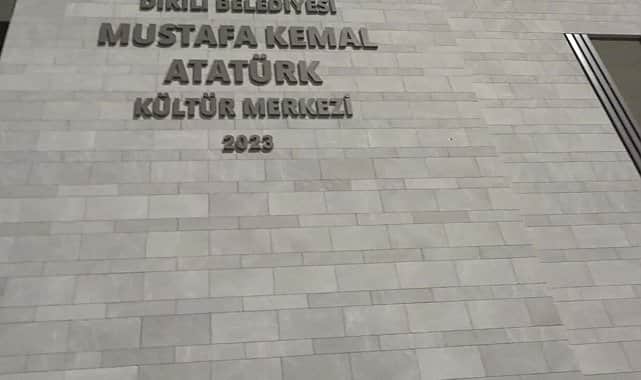 DİKİLİ BELEDİYESİ
MUSTAFA KEMAL
ATATÜRK
KÜLTÜR MERKEZİ
2023